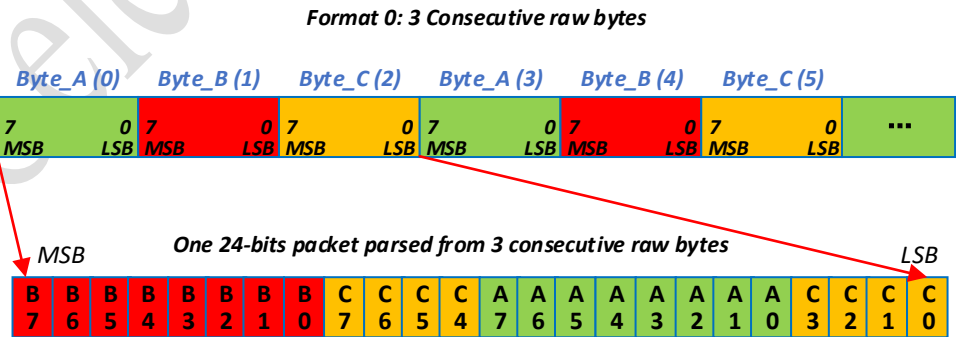 Format 0: 3 Consecutive raw bytes
Byte_A (0) Byte_B (1) Byte_C (2) Byte_A (3) Byte_B (4) Byte_C (5)
7 0 7 0 7 0 7 0 7 0 7 0 ...
MSB LSB MSB LSB MSB LSB MSB LSB MSB LSB MSB LSB
MSB One 24-bits packet parsed from 3 consecutive raw bytes LSB
B B B B B B B B C C C C A A A A A A A A C C C C
7 6 5 4 3 2 1 0 7 6 5 4 7 6 5 4 3 2 1 0 3 2 1 0